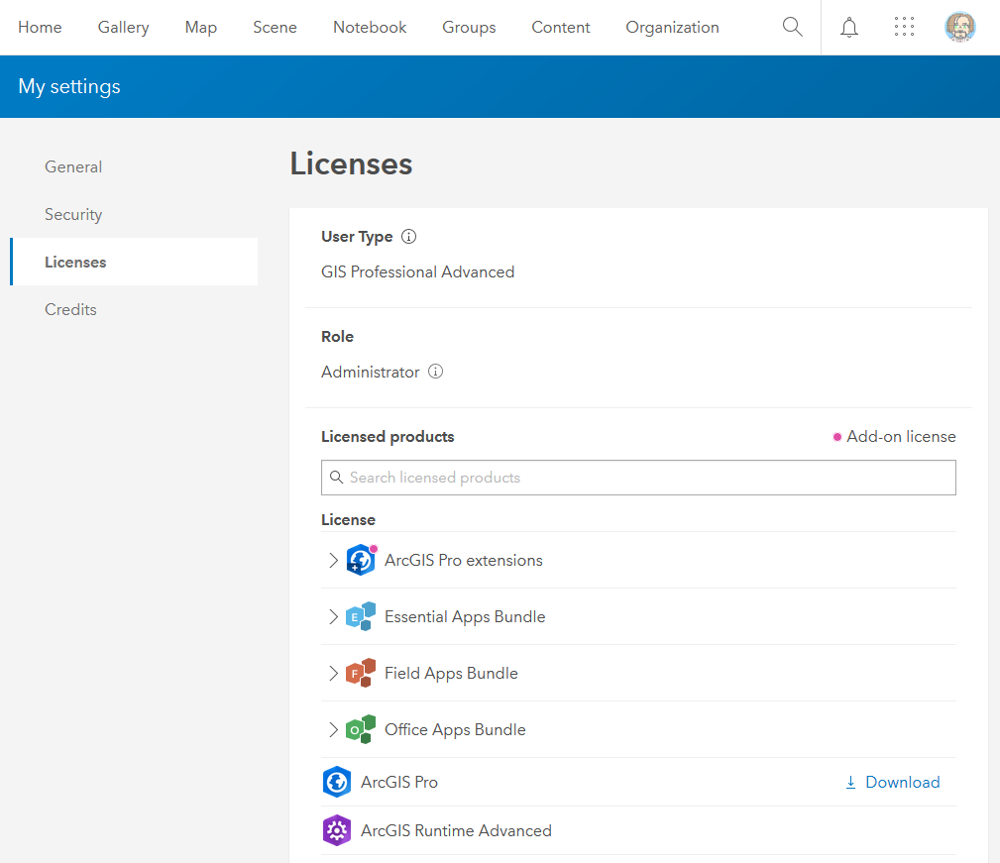 Home Gallery Map Scene Notebook Groups Content Organization
My settings
General
Security
Licenses
Credits
Licenses
User Type
GIS Professional Advanced
Role
Administrator
Licensed products Add-on license
Search licensed products
License
ArcGIS Pro extensions
E Essential Apps Bundle
F Field Apps Bundle
O Office Apps Bundle
ArcGIS Pro Download
ArcGIS Runtime Advanced